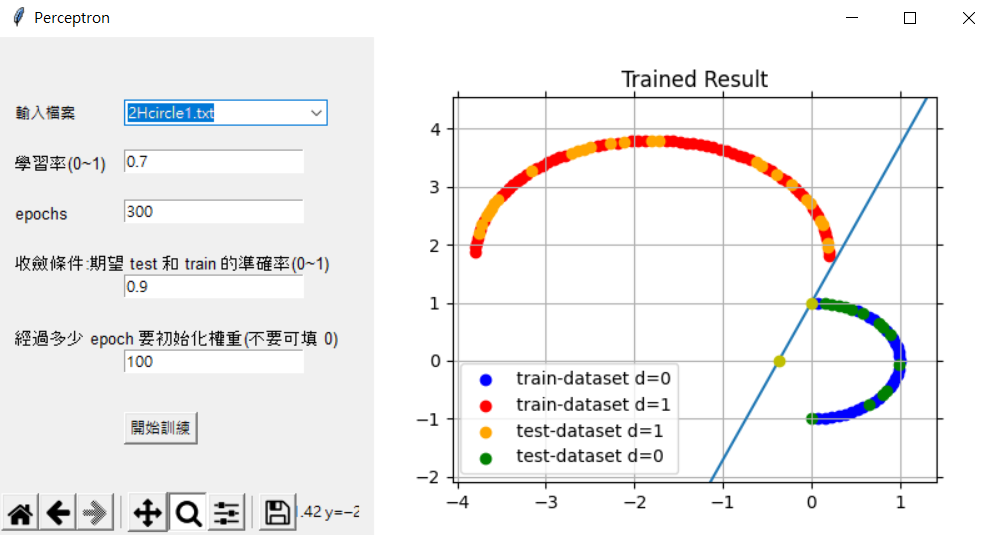 Perceptron
輸入檔案
2Hcircle1.txt
學習率(0~1)
0.7
epochs
300
收斂條件:期望 test 和 train 的準確率(0~1)
0.9
經過多少 epoch 要初始化權重(不要可填 0)
100
開始訓練
.42 y=−2
Trained Result
4
3
2
1
0
−1
−2
−4
−3
−2
−1
0
1
train-dataset d=0
train-dataset d=1
test-dataset d=1
test-dataset d=0